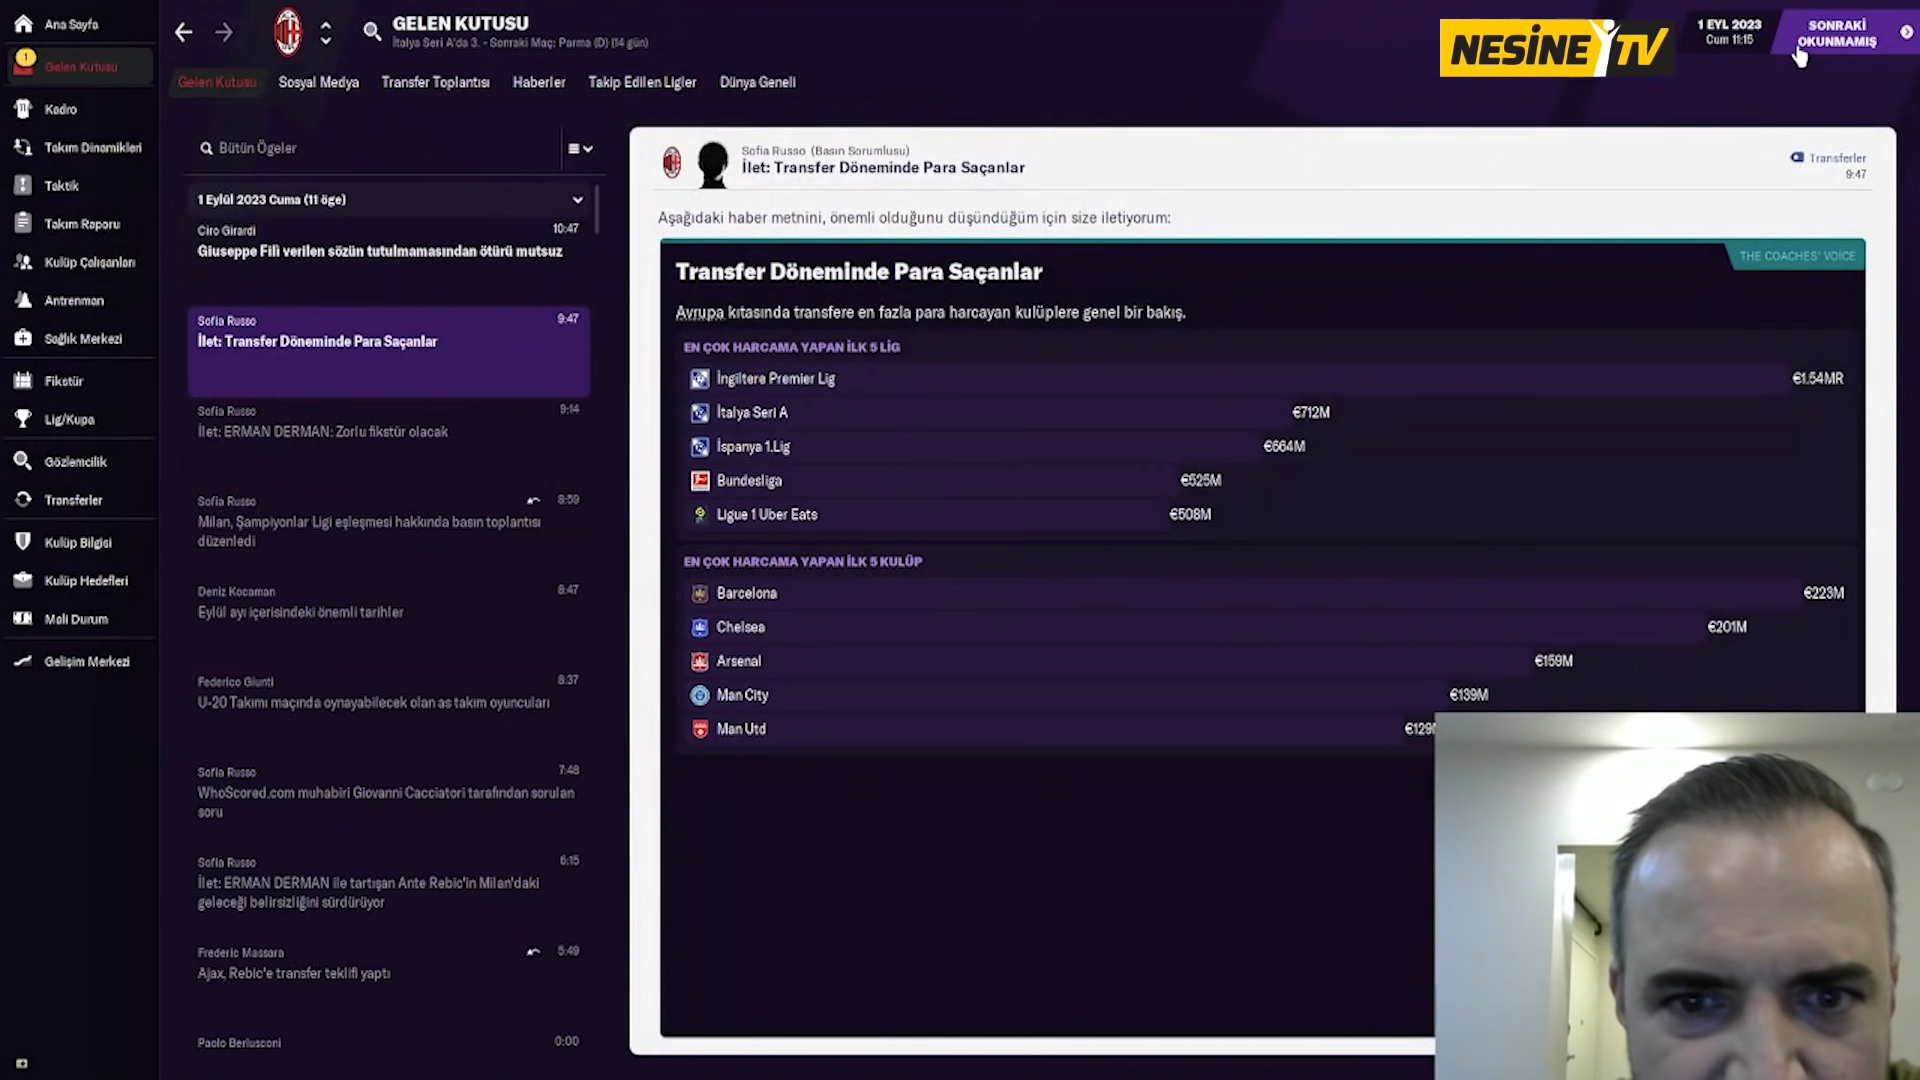 Ana Sayfa
1
Gelen Kutusu
Kadro
Takım Dinamikleri
Taktik
Takım Raporu
Kulüp Çalışanları
Antrenman
Sağlık Merkezi
Fikstür
Lig/Kupa
Gözlemcilik
Transferler
Kulüp Bilgisi
Kulüp Hedefleri
Mali Durum
Gelişim Merkezi
GELEN KUTUSU
İtalya Seri A'da 3. - Sonraki Maç: Parma (D) (14 gün)
NESİNE TV
1 EYL 2023
Cum 11:15
SONRAKİ
OKUNMAMIŞ
Gelen Kutusu
Sosyal Medya
Transfer Toplantısı
Haberler
Takip Edilen Ligler
Dünya Geneli
Bütün Ögeler
1 Eylül 2023 Cuma (11 öge)
Ciro Girardi 10:47
Giuseppe Filì verilen sözün tutulmamasından ötürü mutsuz
Sofia Russo 9:47
İlet: Transfer Döneminde Para Saçanlar
Sofia Russo 9:14
İlet: ERMAN DERMAN: Zorlu fikstür olacak
Sofia Russo 8:59
Milan, Şampiyonlar Ligi eşleşmesi hakkında basın toplantısı
düzenledi
Deniz Kocaman 8:47
Eylül ayı içerisindeki önemli tarihler
Federico Giunti 8:37
U-20 Takımı maçında oynayabilecek olan as takım oyuncuları
Sofia Russo 7:48
WhoScored.com muhabiri Giovanni Cacciatori tarafından sorulan
soru
Sofia Russo 6:15
İlet: ERMAN DERMAN ile tartışan Ante Rebic'in Milan'daki
geleceği belirsizliğini sürdürüyor
Frederic Massara 5:49
Ajax, Rebic'e transfer teklifi yaptı
Paolo Berlusconi 0:00
Sofia Russo (Basın Sorumlusu)
İlet: Transfer Döneminde Para Saçanlar
Transferler
9:47
Aşağıdaki haber metnini, önemli olduğunu düşündüğüm için size iletiyorum:
THE COACHES' VOICE
Transfer Döneminde Para Saçanlar
Avrupa kıtasında transfere en fazla para harcayan kulüplere genel bir bakış.
EN ÇOK HARCAMA YAPAN İLK 5 LİG
İngiltere Premier Lig €1.54MR
İtalya Seri A €712M
İspanya 1.Lig €664M
Bundesliga €525M
Ligue 1 Uber Eats €508M
EN ÇOK HARCAMA YAPAN İLK 5 KULÜP
Barcelona €223M
Chelsea €201M
Arsenal €159M
Man City €139M
Man Utd €129M